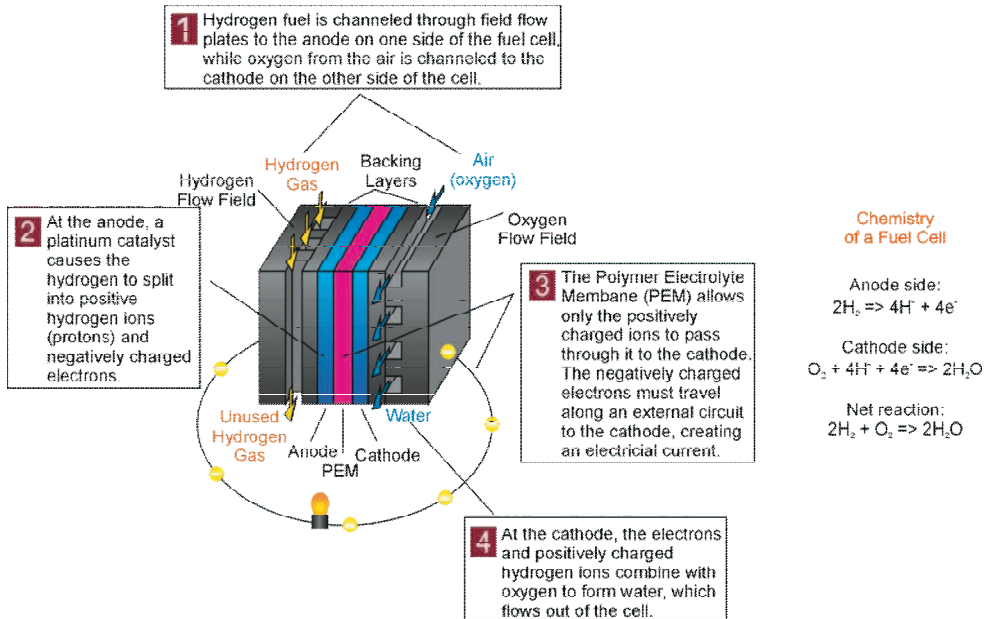 1 Hydrogen fuel is channeled through field flow
plates to the anode on one side of the fuel cell,
while oxygen from the air is channeled to the
cathode on the other side of the cell.
Hydrogen
Gas
Backing
Layers
Air
(oxygen)
Hydrogen
Flow Field
Oxygen
Flow Field
2 At the anode, a
platinum catalyst
causes the
hydrogen to split
into positive
hydrogen ions
(protons) and
negatively charged
electrons.
3 The Polymer Electrolyte
Membane (PEM) allows
only the positively
charged ions to pass
through it to the cathode.
The negatively charged
electrons must travel
along an external circuit
to the cathode, creating
an electricial current.
Unused
Hydrogen
Gas
Anode
PEM
Cathode
Water
4 At the cathode, the electrons
and positively charged
hydrogen ions combine with
oxygen to form water, which
flows out of the cell.
Chemistry
of a Fuel Cell
Anode side:
2H₂ => 4H⁻ + 4e⁻
Cathode side:
O₂ + 4H⁻ + 4e⁻ => 2H₂O
Net reaction:
2H₂ + O₂ => 2H₂O